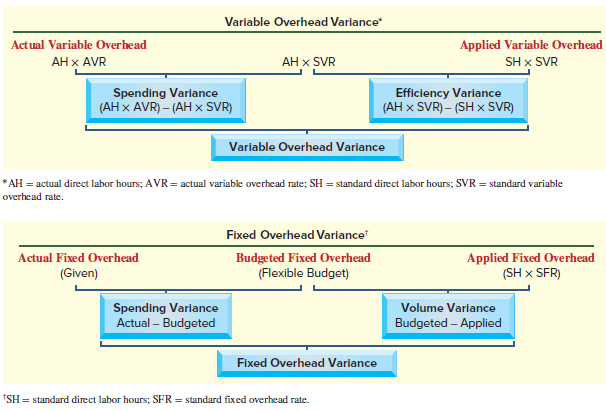 Variable Overhead Variance*
Actual Variable Overhead Applied Variable Overhead
AH × AVR AH × SVR SH × SVR
Spending Variance Efficiency Variance
(AH × AVR) – (AH × SVR) (AH × SVR) – (SH × SVR)
Variable Overhead Variance
*AH = actual direct labor hours; AVR = actual variable overhead rate; SH = standard direct labor hours; SVR = standard variable
overhead rate.
Fixed Overhead Variance†
Actual Fixed Overhead Budgeted Fixed Overhead Applied Fixed Overhead
(Given) (Flexible Budget) (SH × SFR)
Spending Variance Volume Variance
Actual – Budgeted Budgeted – Applied
Fixed Overhead Variance
†SH = standard direct labor hours; SFR = standard fixed overhead rate.